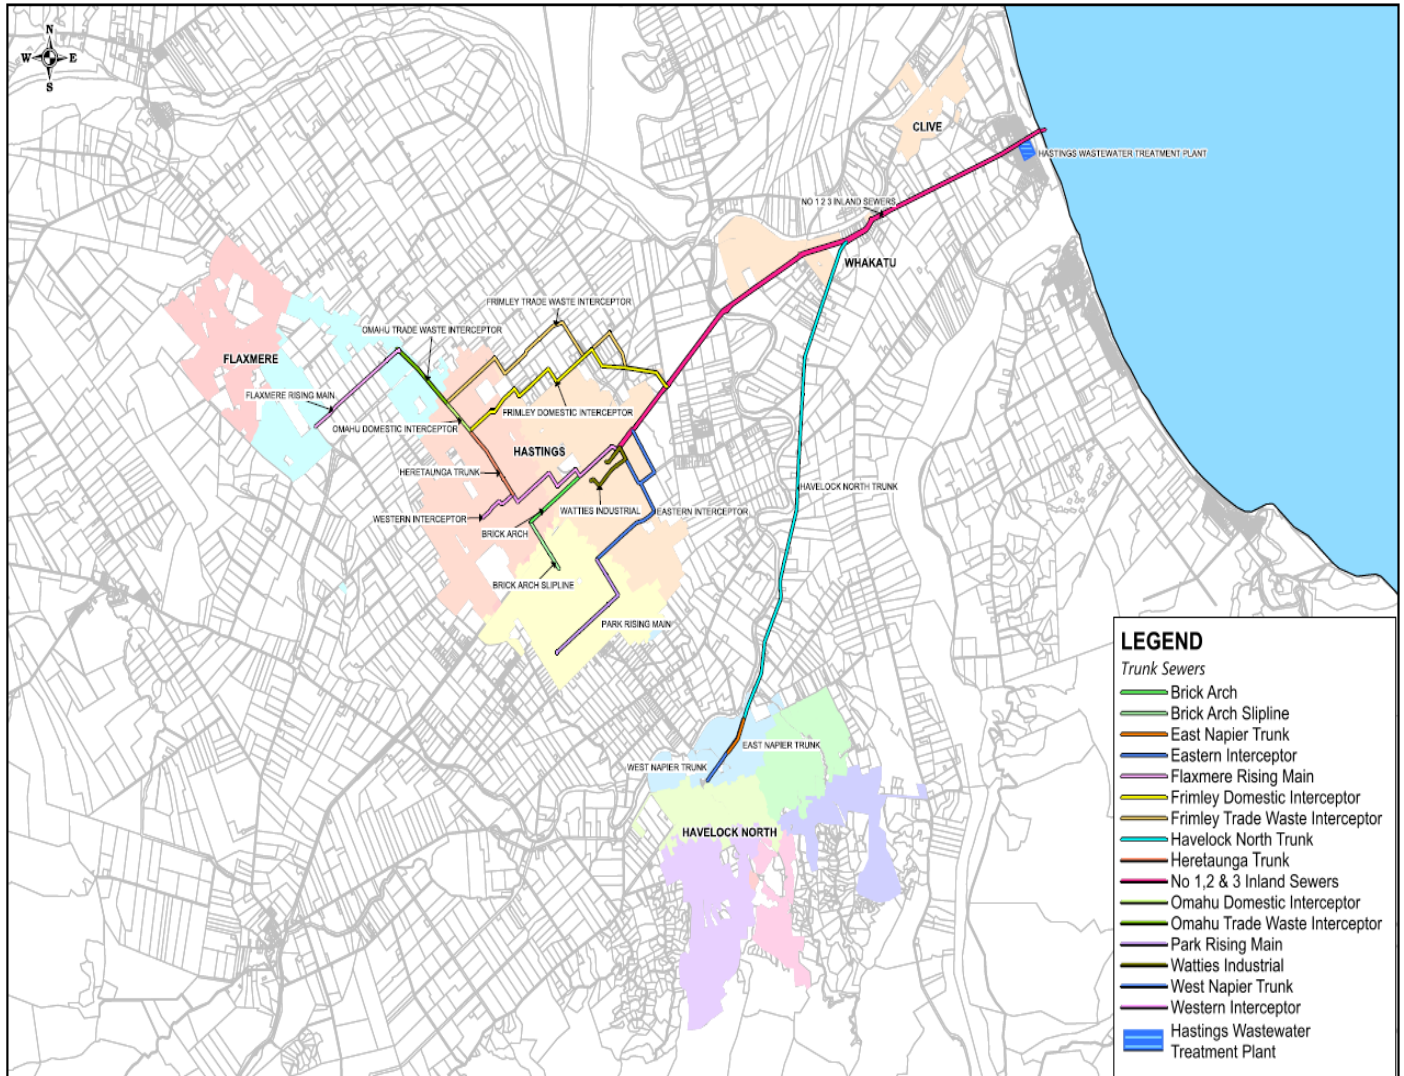 N
W E
S
CLIVE
HASTINGS WASTEWATER TREATMENT PLANT
NO 1 2 3 INLAND SEWERS
WHAKATU
FRIMLEY TRADE WASTE INTERCEPTOR
OMAHU TRADE WASTE INTERCEPTOR
FLAXMERE
FLAXMERE RISING MAIN
FRIMLEY DOMESTIC INTERCEPTOR
OMAHU DOMESTIC INTERCEPTOR
HASTINGS
HERETAUNGA TRUNK
HAVELOCK NORTH TRUNK
WATTIES INDUSTRIAL
EASTERN INTERCEPTOR
WESTERN INTERCEPTOR
BRICK ARCH
BRICK ARCH SLIPLINE
PARK RISING MAIN
EAST NAPIER TRUNK
WEST NAPIER TRUNK
HAVELOCK NORTH
LEGEND
Trunk Sewers
Brick Arch
Brick Arch Slipline
East Napier Trunk
Eastern Interceptor
Flaxmere Rising Main
Frimley Domestic Interceptor
Frimley Trade Waste Interceptor
Havelock North Trunk
Heretaunga Trunk
No 1,2 & 3 Inland Sewers
Omahu Domestic Interceptor
Omahu Trade Waste Interceptor
Park Rising Main
Watties Industrial
West Napier Trunk
Western Interceptor
Hastings Wastewater
Treatment Plant